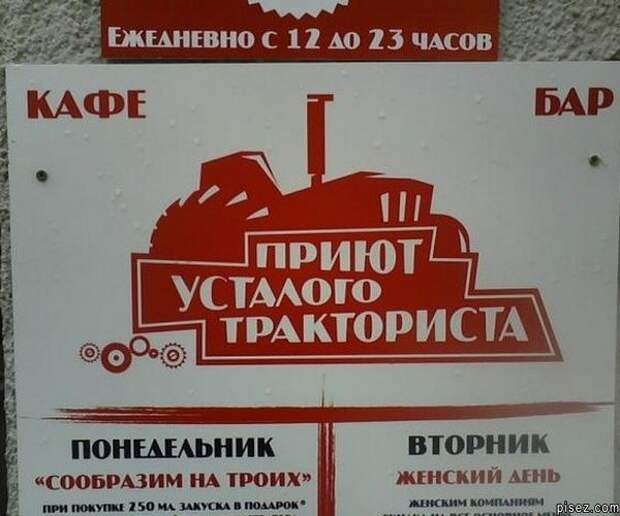 Ежедневно с 12 до 23 часов
КАФЕ
БАР
ПРИЮТ
УСТАЛОГО
ТРАКТОРИСТА
ПОНЕДЕЛЬНИК
«СООБРАЗИМ НА ТРОИХ»
ПРИ ПОКУПКЕ 250 МЛ. ЗАКУСКА В ПОДАРОК*
ВТОРНИК
ЖЕНСКИЙ ДЕНЬ
ЖЕНСКИМ КОМПАНИЯМ
pisez.com